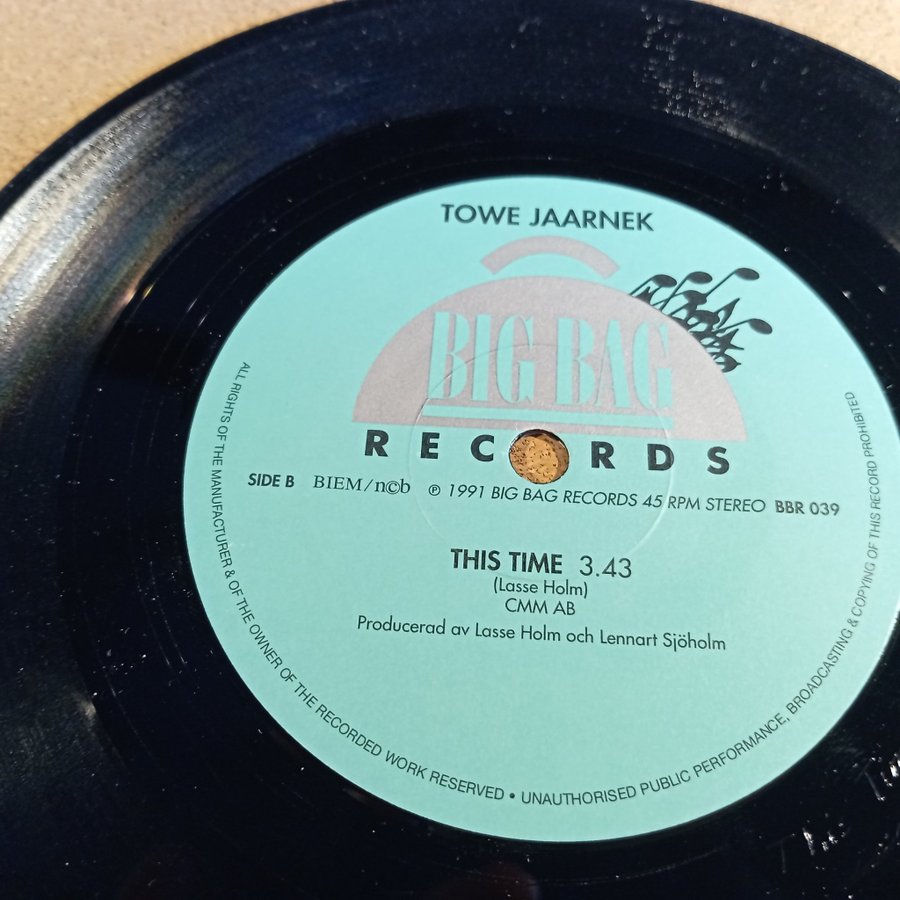 TOWE JAARNEK
BIG BAG
RECORDS
SIDE B BIEM/n©b ℗ 1991 BIG BAG RECORDS 45 RPM STEREO BBR 039
THIS TIME 3.43
(Lasse Holm)
CMM AB
Producerad av Lasse Holm och Lennart Sjöholm
ALL RIGHTS OF THE MANUFACTURER & OF THE OWNER OF THE RECORDED WORK RESERVED • UNAUTHORISED PUBLIC PERFORMANCE, BROADCASTING & COPYING OF THIS RECORD PROHIBITED
This